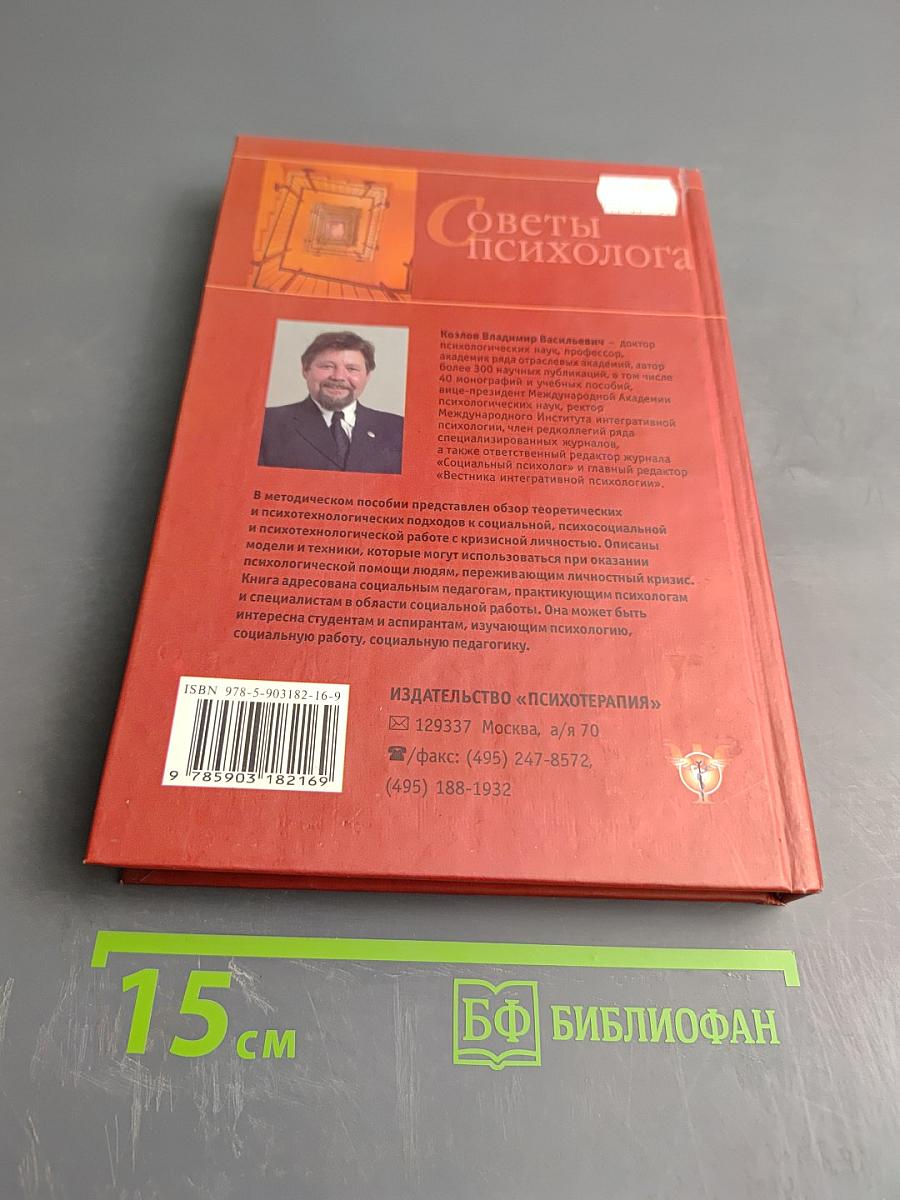 Советы
психолога
Козлов Владимир Васильевич – доктор
психологических наук, профессор,
академик ряда отраслевых академий, автор
более 300 научных публикаций, в том числе
40 монографий и учебных пособий,
вице-президент Международной Академии
психологических наук, ректор
Международного Института интегративной
психологии, член редколлегий ряда
специализированных журналов,
а также ответственный редактор журнала
«Социальный психолог» и главный редактор
«Вестника интегративной психологии».
В методическом пособии представлен обзор теоретических
и психотехнологических подходов к социальной, психосоциальной
и психотехнологической работе с кризисной личностью. Описаны
модели и техники, которые могут использоваться при оказании
психологической помощи людям, переживающим личностный кризис.
Книга адресована социальным педагогам, практикующим психологам
и специалистам в области социальной работы. Она может быть
интересна студентам и аспирантам, изучающим психологию,
социальную работу, социальную педагогику.
ISBN 978-5-903182-16-9
9 785903 182169
ИЗДАТЕЛЬСТВО «ПСИХОТЕРАПИЯ»
129337 Москва, а/я 70
/факс: (495) 247-8572,
(495) 188-1932
15 см
БФ БИБЛИОФАН